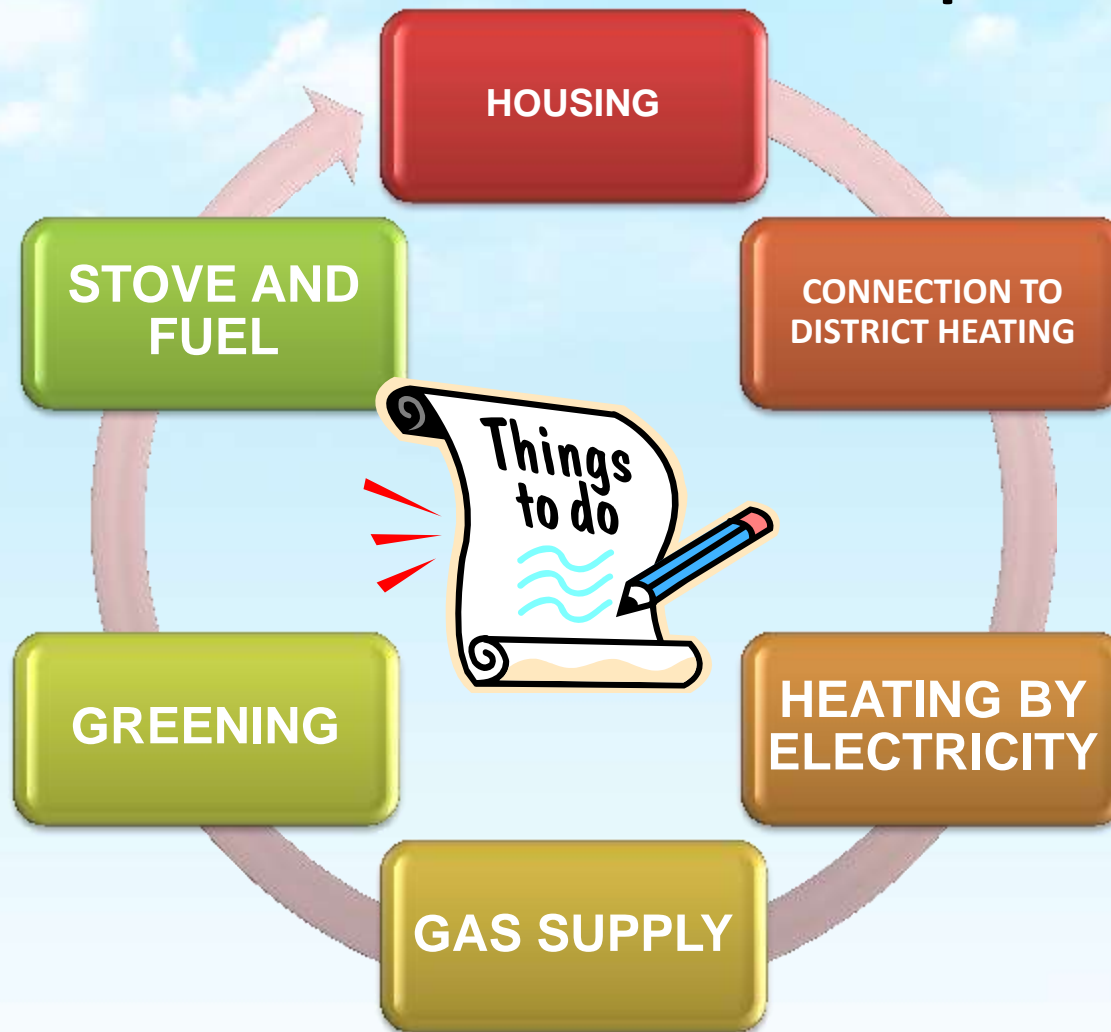 HOUSING
CONNECTION TO
DISTRICT HEATING
HEATING BY
ELECTRICITY
GAS SUPPLY
GREENING
STOVE AND
FUEL
Things
to do